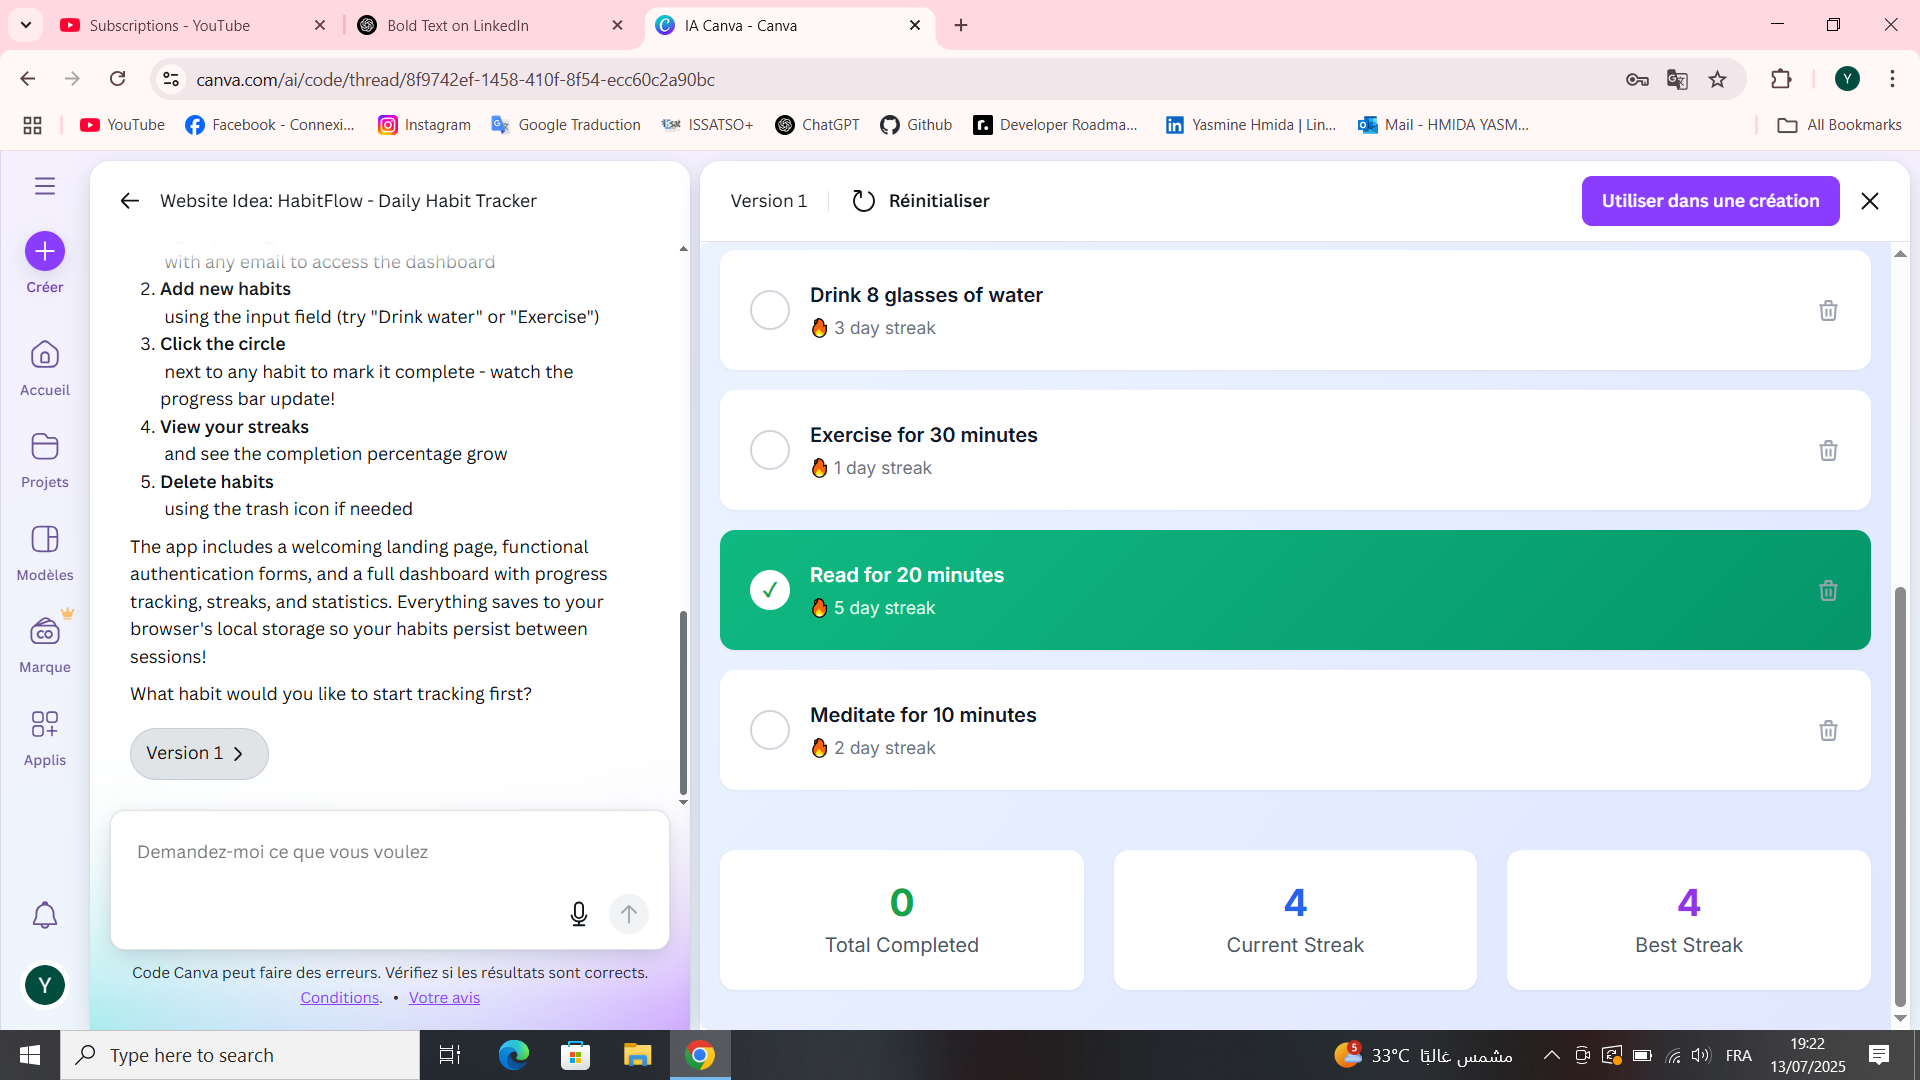 Subscriptions - YouTube
Bold Text on LinkedIn
IA Canva - Canva
canva.com/ai/code/thread/8f9742ef-1458-410f-8f54-ecc60c2a90bc
Y
YouTube
Facebook - Connexi...
Instagram
Google Traduction
ISSATSO+
ChatGPT
Github
Developer Roadma...
Yasmine Hmida | Lin...
Mail - HMIDA YASM...
All Bookmarks
Créer
Accueil
Projets
Modèles
Marque
Applis
Y
Website Idea: HabitFlow - Daily Habit Tracker
with any email to access the dashboard
2. Add new habits
using the input field (try "Drink water" or "Exercise")
3. Click the circle
next to any habit to mark it complete - watch the
progress bar update!
4. View your streaks
and see the completion percentage grow
5. Delete habits
using the trash icon if needed
The app includes a welcoming landing page, functional
authentication forms, and a full dashboard with progress
tracking, streaks, and statistics. Everything saves to your
browser's local storage so your habits persist between
sessions!
What habit would you like to start tracking first?
Version 1
Demandez-moi ce que vous voulez
Code Canva peut faire des erreurs. Vérifiez si les résultats sont corrects.
Conditions. • Votre avis
Version 1
Réinitialiser
Utiliser dans une création
Drink 8 glasses of water
3 day streak
Exercise for 30 minutes
1 day streak
Read for 20 minutes
5 day streak
Meditate for 10 minutes
2 day streak
0
Total Completed
4
Current Streak
4
Best Streak
Type here to search
5
33°C مشمس غالبًا
FRA
19:22
13/07/2025